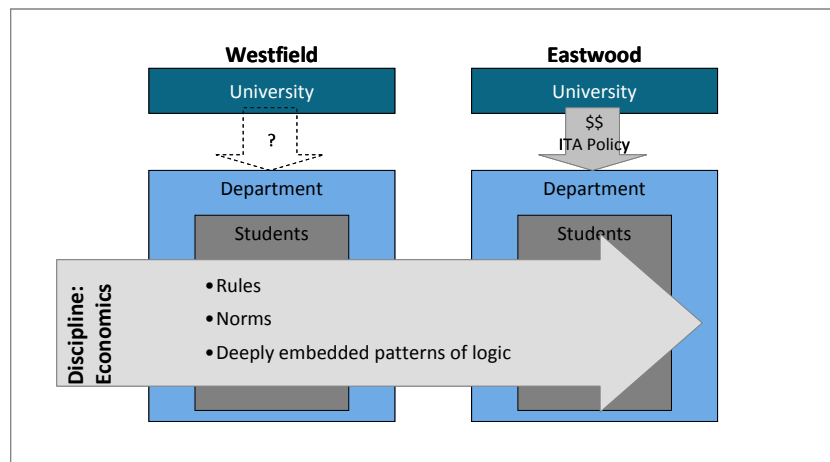 Westfield
Eastwood
University
University
?
$$
ITA Policy
Department
Department
Students
Students
Discipline:
Economics
•Rules
•Norms
•Deeply embedded patterns of logic